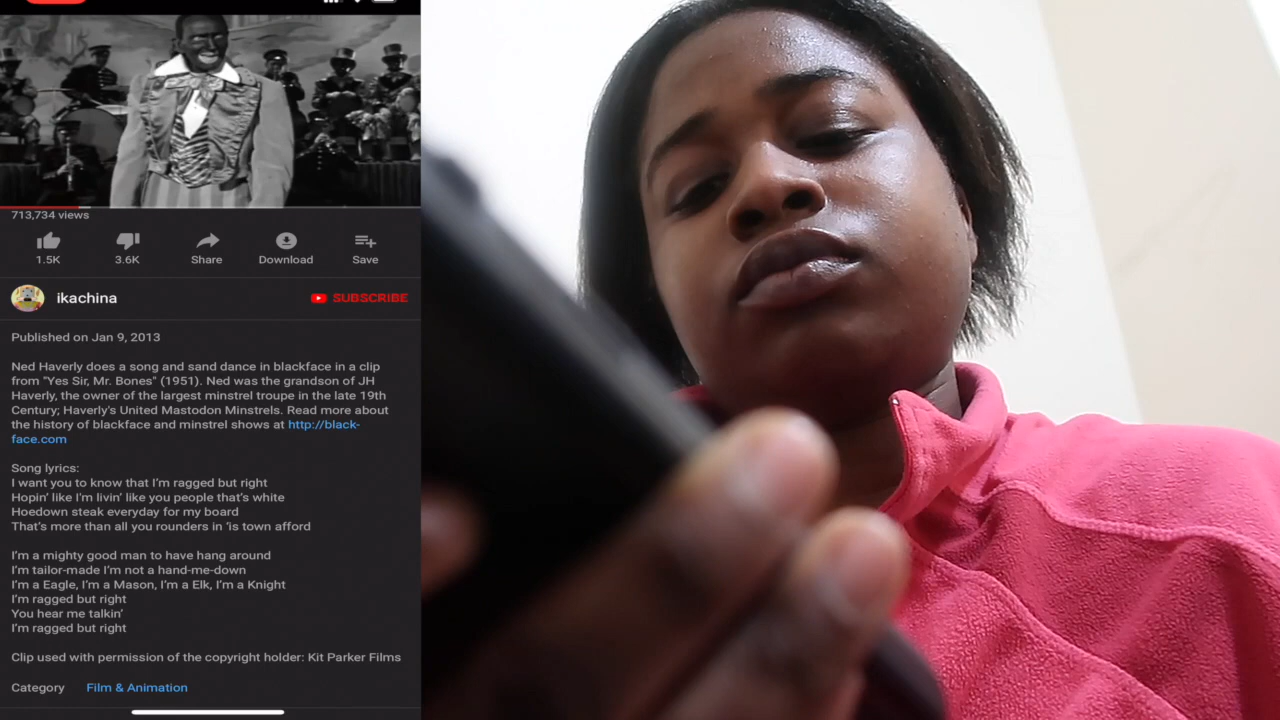 713,734 views
1.5K
3.6K
Share
Download
Save
ikachina
SUBSCRIBE
Published on Jan 9, 2013
Ned Haverly does a song and sand dance in blackface in a clip
from "Yes Sir, Mr. Bones" (1951). Ned was the grandson of JH
Haverly, the owner of the largest minstrel troupe in the late 19th
Century; Haverly's United Mastodon Minstrels. Read more about
the history of blackface and minstrel shows at http://black-
face.com
Song lyrics:
I want you to know that I'm ragged but right
Hopin' like I'm livin' like you people that's white
Hoedown steak everyday for my board
That's more than all you rounders in 'is town afford
I'm a mighty good man to have hang around
I'm tailor-made I'm not a hand-me-down
I'm a Eagle, I'm a Mason, I'm a Elk, I'm a Knight
I'm ragged but right
You hear me talkin'
I'm ragged but right
Clip used with permission of the copyright holder: Kit Parker Films
Category
Film & Animation